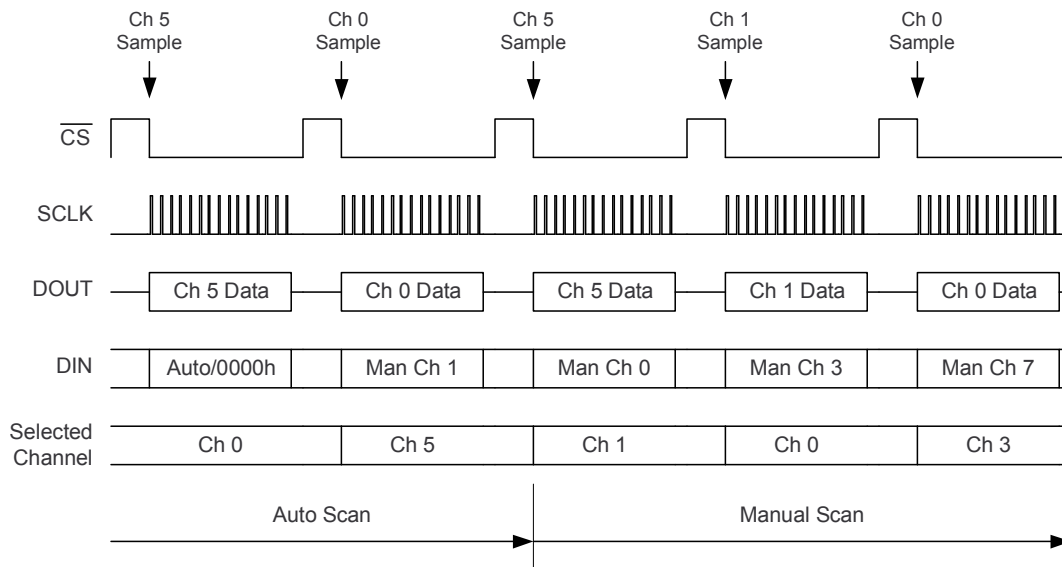 Ch 5 Sample
Ch 0 Sample
Ch 5 Sample
Ch 1 Sample
Ch 0 Sample
CS
SCLK
DOUT
Ch 5 Data
Ch 0 Data
Ch 5 Data
Ch 1 Data
Ch 0 Data
DIN
Auto/0000h
Man Ch 1
Man Ch 0
Man Ch 3
Man Ch 7
Selected Channel
Ch 0
Ch 5
Ch 1
Ch 0
Ch 3
Auto Scan
Manual Scan